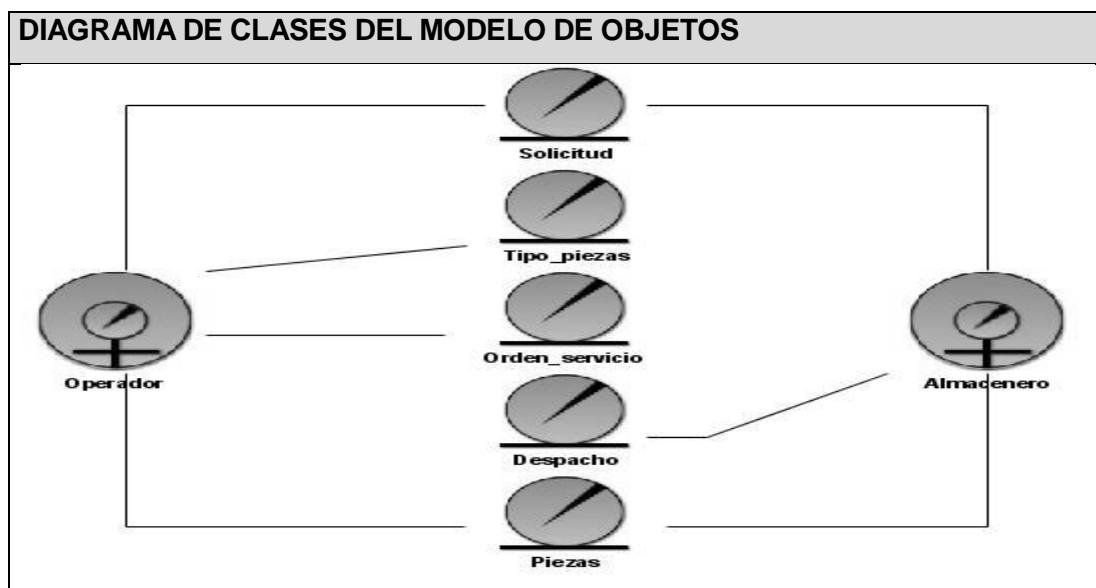 DIAGRAMA DE CLASES DEL MODELO DE OBJETOS
Solicitud
Tipo_piezas
Orden_servicio
Operador
Almacenero
Despacho
Piezas